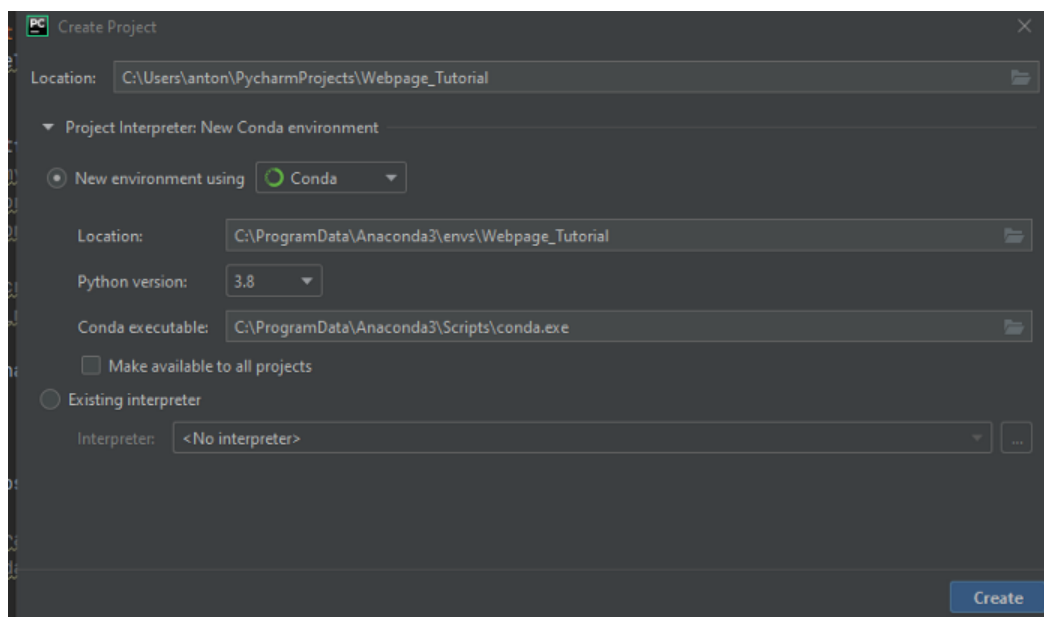 PC Create Project
Location: C:\Users\anton\PycharmProjects\Webpage_Tutorial
Project Interpreter: New Conda environment
New environment using Conda
Location: C:\ProgramData\Anaconda3\envs\Webpage_Tutorial
Python version: 3.8
Conda executable: C:\ProgramData\Anaconda3\Scripts\conda.exe
Make available to all projects
Existing interpreter
Interpreter: <No interpreter> ...
Create